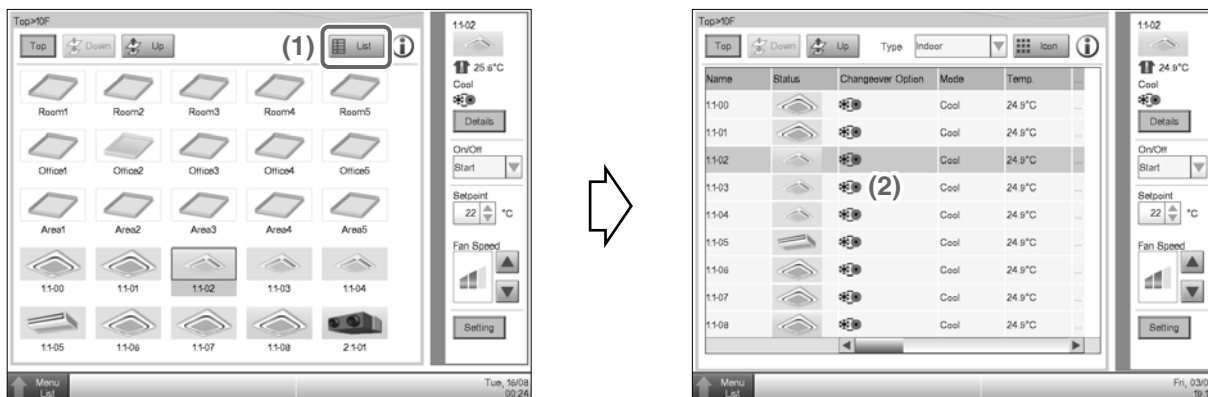 Top>10F
Top Down Up (1) List
Room1 Room2 Room3 Room4 Room5
Office1 Office2 Office3 Office4 Office5
Area1 Area2 Area3 Area4 Area5
1:1-00 1:1-01 1:1-02 1:1-03 1:1-04
1:1-05 1:1-06 1:1-07 1:1-08 2:1-01
1:1-02
25.6°C
Cool
Details
On/Off
Start
Setpoint
22 °C
Fan Speed
Setting
Menu
List
Tue, 16/08
00:24
Top>10F
Top Down Up Type Indoor Icon
Name Status Changeover Option Mode Temp. ...
1:1-00 Cool 24.9°C ...
1:1-01 Cool 24.9°C ...
1:1-02 Cool 24.9°C ...
1:1-03 (2) Cool 24.9°C ...
1:1-04 Cool 24.9°C ...
1:1-05 Cool 24.9°C ...
1:1-06 Cool 24.9°C ...
1:1-07 Cool 24.9°C ...
1:1-08 Cool 24.9°C ...
1:1-02
24.9°C
Cool
Details
On/Off
Start
Setpoint
22 °C
Fan Speed
Setting
Menu
List
Fri, 03/0